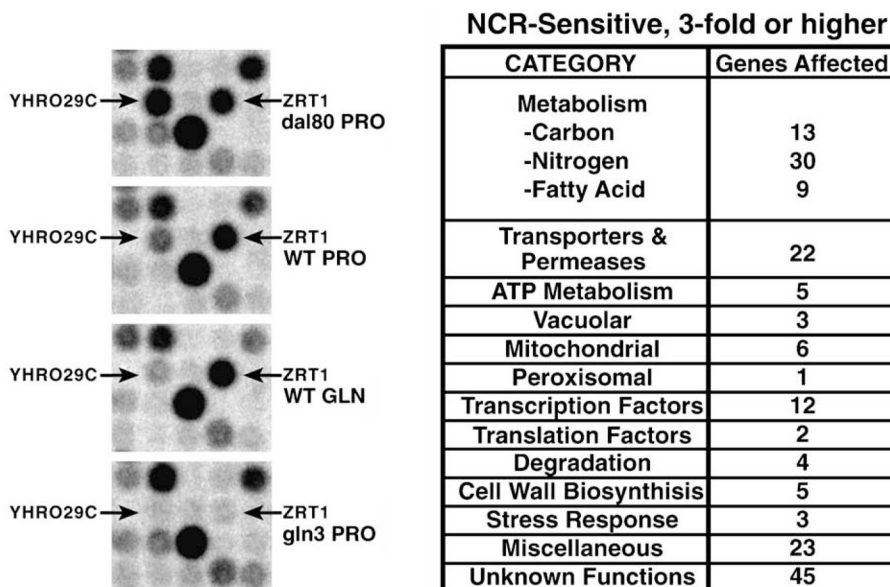 YHRO29C
ZRT1
dal80 PRO
YHRO29C
ZRT1
WT PRO
YHRO29C
ZRT1
WT GLN
YHRO29C
ZRT1
gln3 PRO
NCR-Sensitive, 3-fold or higher
CATEGORY Genes Affected
Metabolism
-Carbon 13
-Nitrogen 30
-Fatty Acid 9
Transporters &
Permeases 22
ATP Metabolism 5
Vacuolar 3
Mitochondrial 6
Peroxisomal 1
Transcription Factors 12
Translation Factors 2
Degradation 4
Cell Wall Biosynthisis 5
Stress Response 3
Miscellaneous 23
Unknown Functions 45